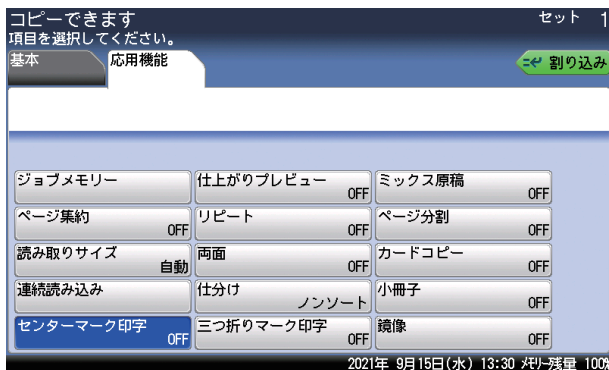 コピーできます セット 1
項目を選択してください。
基本 応用機能 割り込み
ジョブメモリー 仕上がりプレビュー OFF ミックス原稿 OFF
ページ集約 OFF リピート OFF ページ分割 OFF
読み取りサイズ 自動 両面 OFF カードコピー OFF
連続読み込み 仕分け ノンソート 小冊子 OFF
センターマーク印字 OFF 三つ折りマーク印字 OFF 鏡像 OFF
2021年 9月15日(水) 13:30 ﾒﾓﾘｰ残量 100%